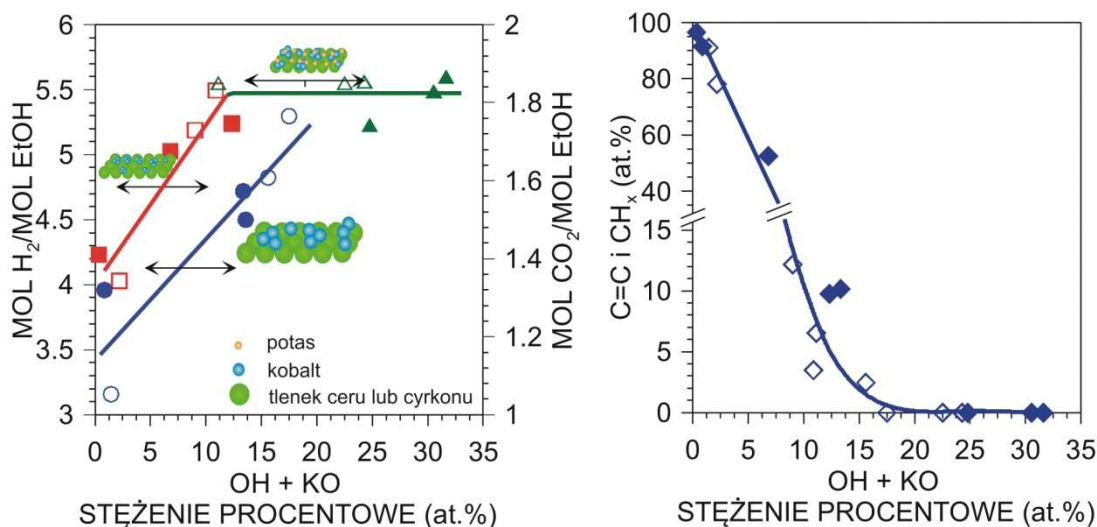 MOL H₂/MOL EtOH
6
5.5
5
4.5
4
3.5
3
0 5 10 15 20 25 30 35
2
1.8
1.6
1.4
1.2
1
MOL CO₂/MOL EtOH
potas
kobalt
tlenek ceru lub cyrkonu
OH + KO
STĘŻENIE PROCENTOWE (at.%)
C=C i CHₓ (at.%)
100
90
80
70
60
50
40
15
10
5
0
0 5 10 15 20 25 30 35
OH + KO
STĘŻENIE PROCENTOWE (at.%)